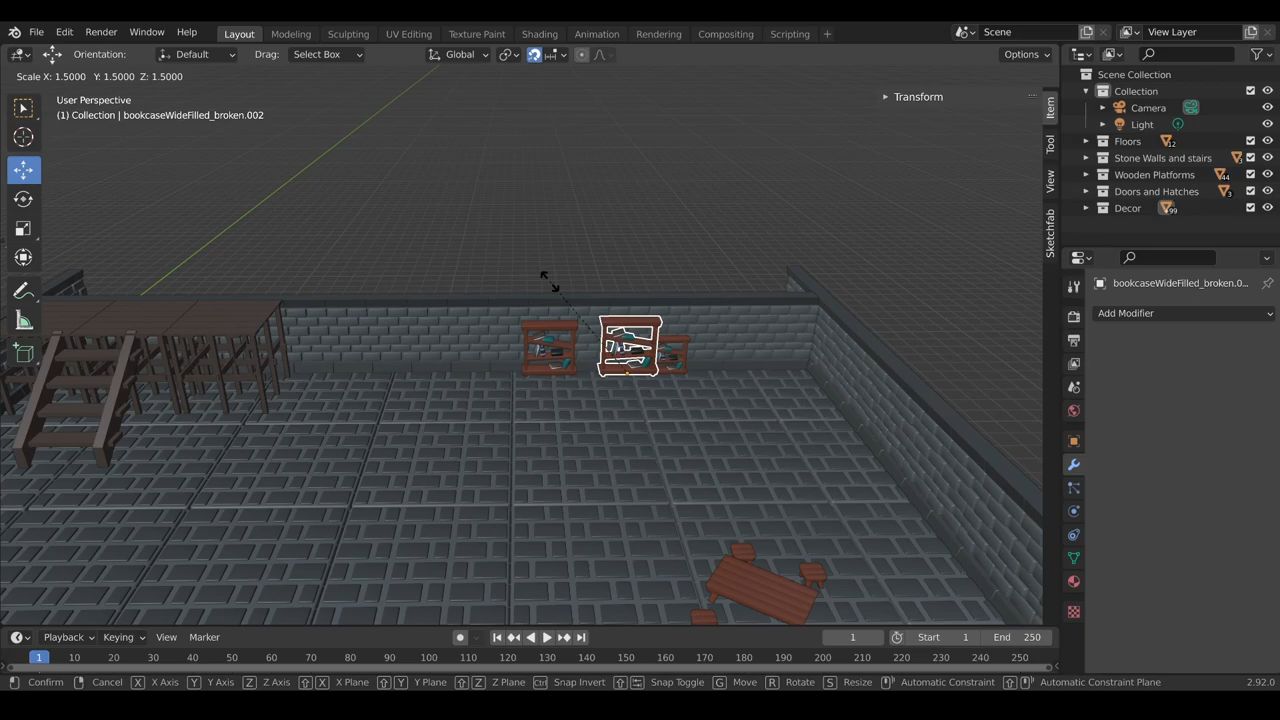 File Edit Render Window Help Layout Modeling Sculpting UV Editing Texture Paint Shading Animation Rendering Compositing Scripting + Scene View Layer
Orientation: Default Drag: Select Box Global Options
Scale X: 1.5000 Y: 1.5000 Z: 1.5000
User Perspective
(1) Collection | bookcaseWideFilled_broken.002
Transform
Item
Tool
View
Sketchfab
Scene Collection
Collection
Camera
Light
Floors 12
Stone Walls and stairs
Wooden Platforms 44
Doors and Hatches 3
Decor 99
bookcaseWideFilled_broken.0...
Add Modifier
Playback Keying View Marker 1 Start 1 End 250
1 10 20 30 40 50 60 70 80 90 100 110 120 130 140 150 160 170 180 190 200 210 220 230 240 250
Confirm Cancel X X Axis Y Y Axis Z Z Axis X X Plane Y Y Plane Z Z Plane Ctrl Snap Invert Snap Toggle G Move R Rotate S Resize Automatic Constraint Automatic Constraint Plane 2.92.0